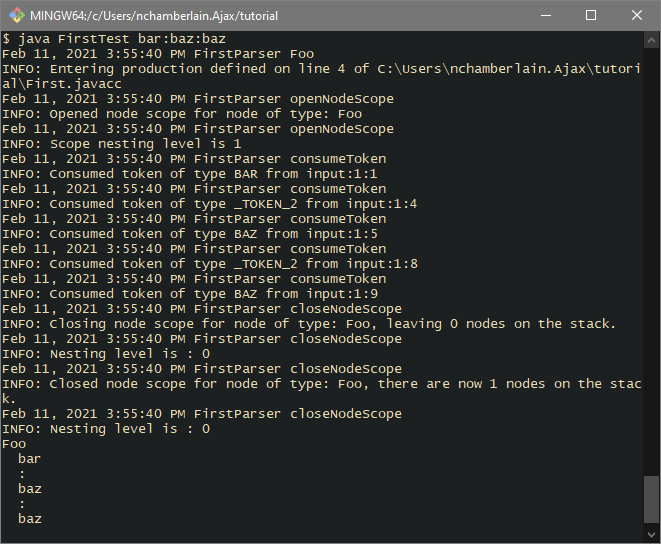 MINGW64:/c/Users/nchamberlain.Ajax/tutorial
$ java FirstTest bar:baz:baz
Feb 11, 2021 3:55:40 PM FirstParser Foo
INFO: Entering production defined on line 4 of C:\Users\nchamberlain.Ajax\tutori
al\First.javacc
Feb 11, 2021 3:55:40 PM FirstParser openNodeScope
INFO: Opened node scope for node of type: Foo
Feb 11, 2021 3:55:40 PM FirstParser openNodeScope
INFO: Scope nesting level is 1
Feb 11, 2021 3:55:40 PM FirstParser consumeToken
INFO: Consumed token of type BAR from input:1:1
Feb 11, 2021 3:55:40 PM FirstParser consumeToken
INFO: Consumed token of type _TOKEN_2 from input:1:4
Feb 11, 2021 3:55:40 PM FirstParser consumeToken
INFO: Consumed token of type BAZ from input:1:5
Feb 11, 2021 3:55:40 PM FirstParser consumeToken
INFO: Consumed token of type _TOKEN_2 from input:1:8
Feb 11, 2021 3:55:40 PM FirstParser consumeToken
INFO: Consumed token of type BAZ from input:1:9
Feb 11, 2021 3:55:40 PM FirstParser closeNodeScope
INFO: Closing node scope for node of type: Foo, leaving 0 nodes on the stack.
Feb 11, 2021 3:55:40 PM FirstParser closeNodeScope
INFO: Nesting level is : 0
Feb 11, 2021 3:55:40 PM FirstParser closeNodeScope
INFO: Closed node scope for node of type: Foo, there are now 1 nodes on the stac
k.
Feb 11, 2021 3:55:40 PM FirstParser closeNodeScope
INFO: Nesting level is : 0
Foo
  bar
  :
  baz
  :
  baz